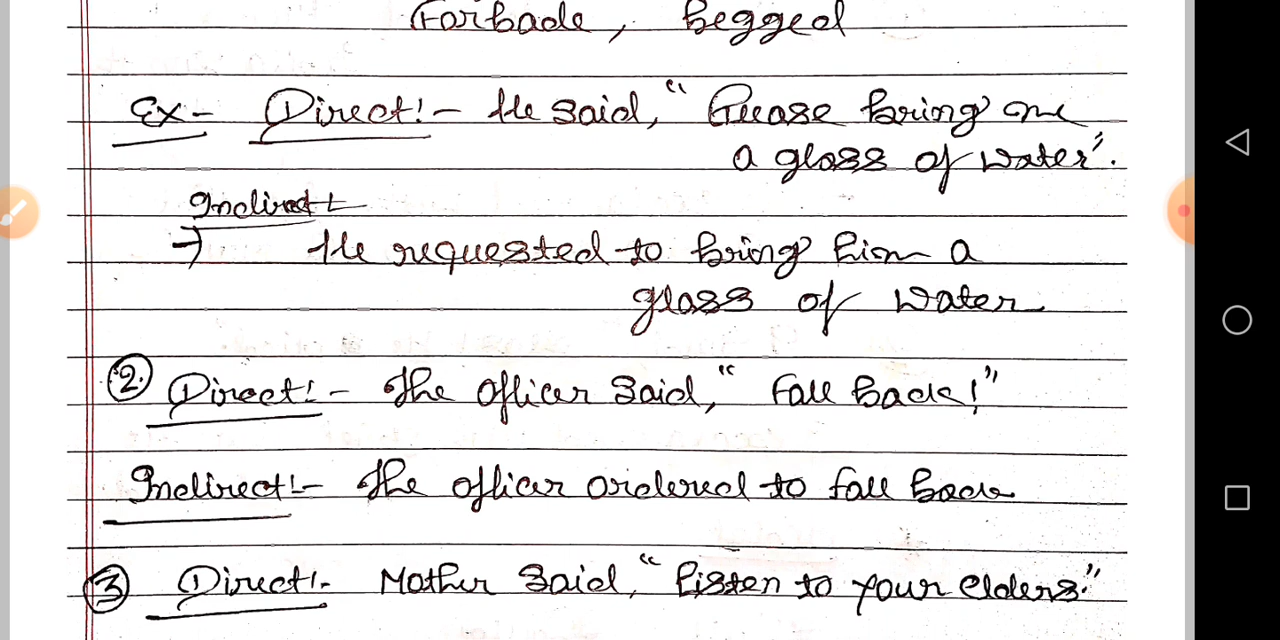 Forbade, Begged
Ex- Direct:- He said, "Please bring me
a glass of water".
Indirect
→ He requested to bring him a
glass of water
2. Direct:- The officer said, "Fall back!"
Indirect:- The officer ordered to fall back
3 Direct:- Mother said, "Listen to your elders."